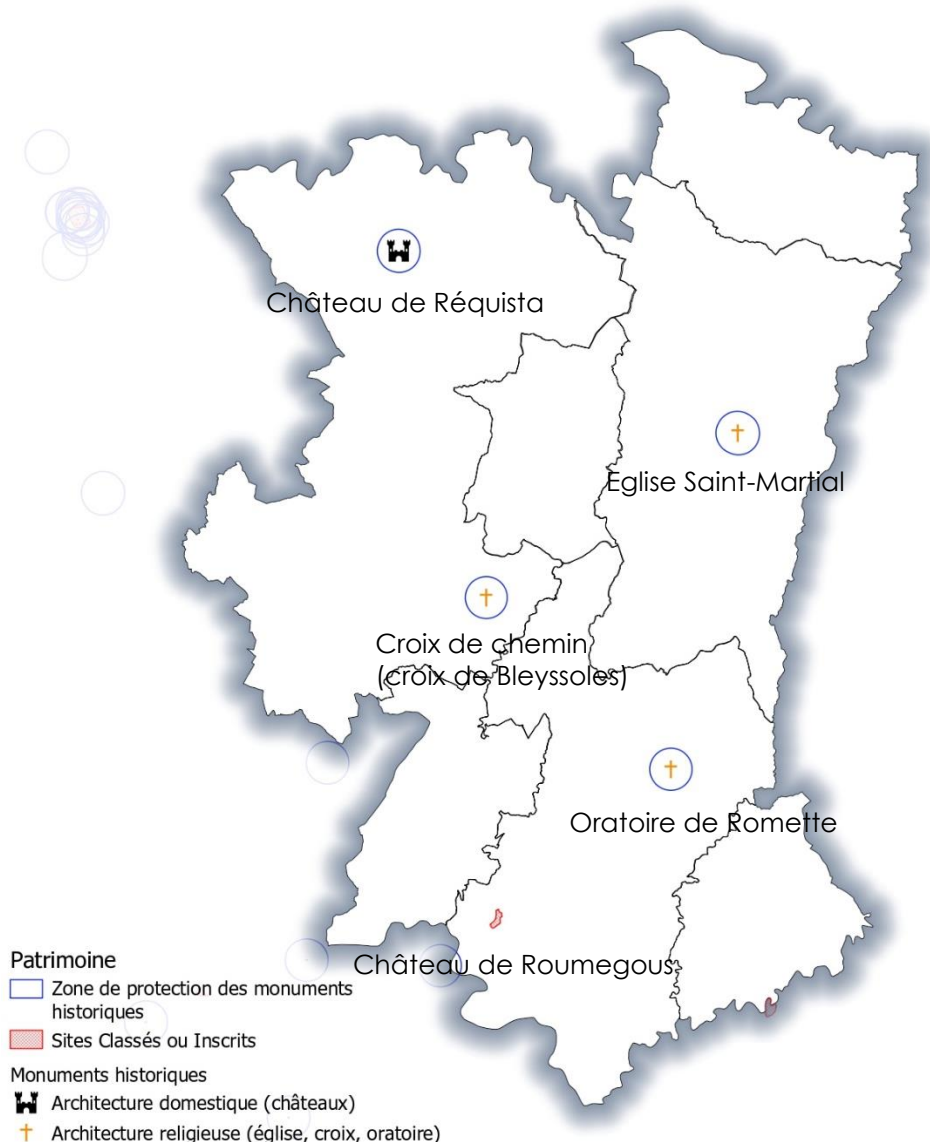 Château de Réquista
Eglise Saint-Martial
Croix de chemin
(croix de Bleyssoles)
Oratoire de Romette
Château de Roumegous
Patrimoine
Zone de protection des monuments
historiques
Sites Classés ou Inscrits
Monuments historiques
Architecture domestique (châteaux)
Architecture religieuse (église, croix, oratoire)